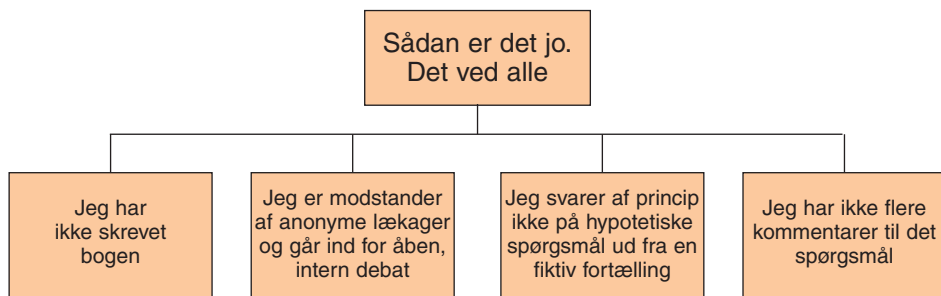 Sådan er det jo.
Det ved alle
Jeg har
ikke skrevet
bogen
Jeg er modstander
af anonyme lækager
og går ind for åben,
intern debat
Jeg svarer af princip
ikke på hypotetiske
spørgsmål ud fra en
fiktiv fortælling
Jeg har ikke flere
kommentarer til det
spørgsmål